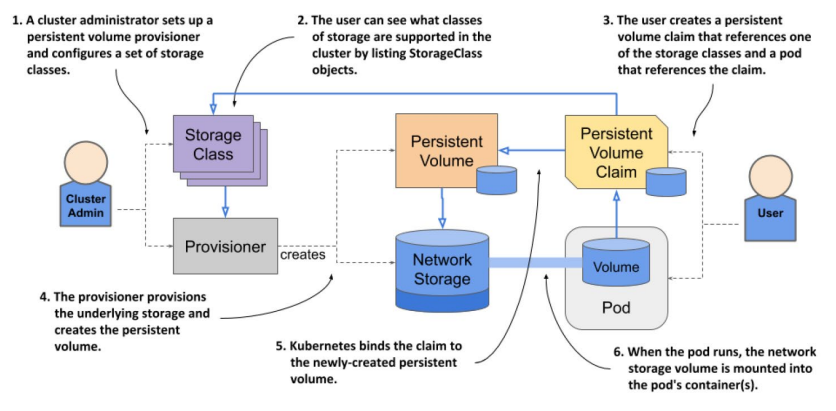 1. A cluster administrator sets up a
persistent volume provisioner
and configures a set of storage
classes.
2. The user can see what classes
of storage are supported in the
cluster by listing StorageClass
objects.
3. The user creates a persistent
volume claim that references one
of the storage classes and a pod
that references the claim.
Storage
Class
Persistent
Volume
Persistent
Volume
Claim
Cluster
Admin
User
Provisioner
creates
Network
Storage
Volume
Pod
4. The provisioner provisions
the underlying storage and
creates the persistent
volume.
5. Kubernetes binds the claim to
the newly-created persistent
volume.
6. When the pod runs, the network
storage volume is mounted into
the pod's container(s).